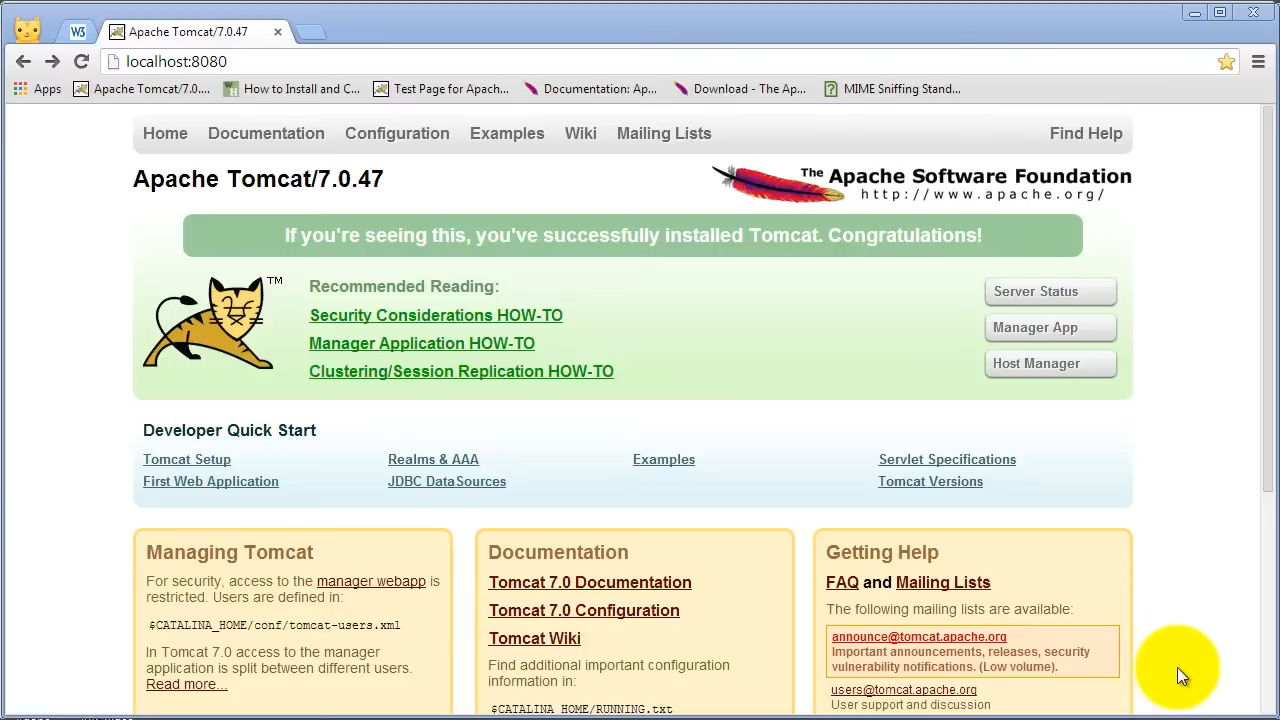 W3
Apache Tomcat/7.0.47
localhost:8080
Apps
Apache Tomcat/7.0....
How to Install and C...
Test Page for Apach...
Documentation: Ap...
Download - The Ap...
MIME Sniffing Stand...
Home Documentation Configuration Examples Wiki Mailing Lists Find Help
Apache Tomcat/7.0.47
The Apache Software Foundation
http://www.apache.org/
If you're seeing this, you've successfully installed Tomcat. Congratulations!
TM
Recommended Reading:
Security Considerations HOW-TO
Manager Application HOW-TO
Clustering/Session Replication HOW-TO
Server Status
Manager App
Host Manager
Developer Quick Start
Tomcat Setup
First Web Application
Realms & AAA
JDBC DataSources
Examples
Servlet Specifications
Tomcat Versions
Managing Tomcat
For security, access to the manager webapp is
restricted. Users are defined in:
$CATALINA_HOME/conf/tomcat-users.xml
In Tomcat 7.0 access to the manager
application is split between different users.
Read more...
Documentation
Tomcat 7.0 Documentation
Tomcat 7.0 Configuration
Tomcat Wiki
Find additional important configuration
information in:
$CATALINA_HOME/RUNNING.txt
Getting Help
FAQ and Mailing Lists
The following mailing lists are available:
announce@tomcat.apache.org
Important announcements, releases, security
vulnerability notifications. (Low volume).
users@tomcat.apache.org
User support and discussion